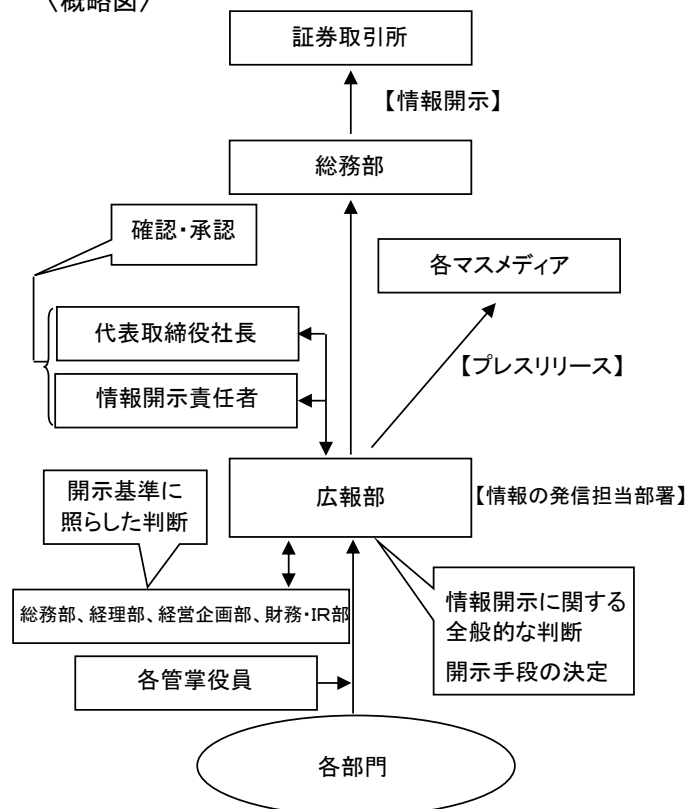 〈概略図〉
証券取引所
【情報開示】
総務部
確認・承認
各マスメディア
代表取締役社長
【プレスリリース】
情報開示責任者
開示基準に
照らした判断
広報部
【情報の発信担当部署】
総務部、経理部、経営企画部、財務・IR部
情報開示に関する
全般的な判断
開示手段の決定
各管掌役員
各部門